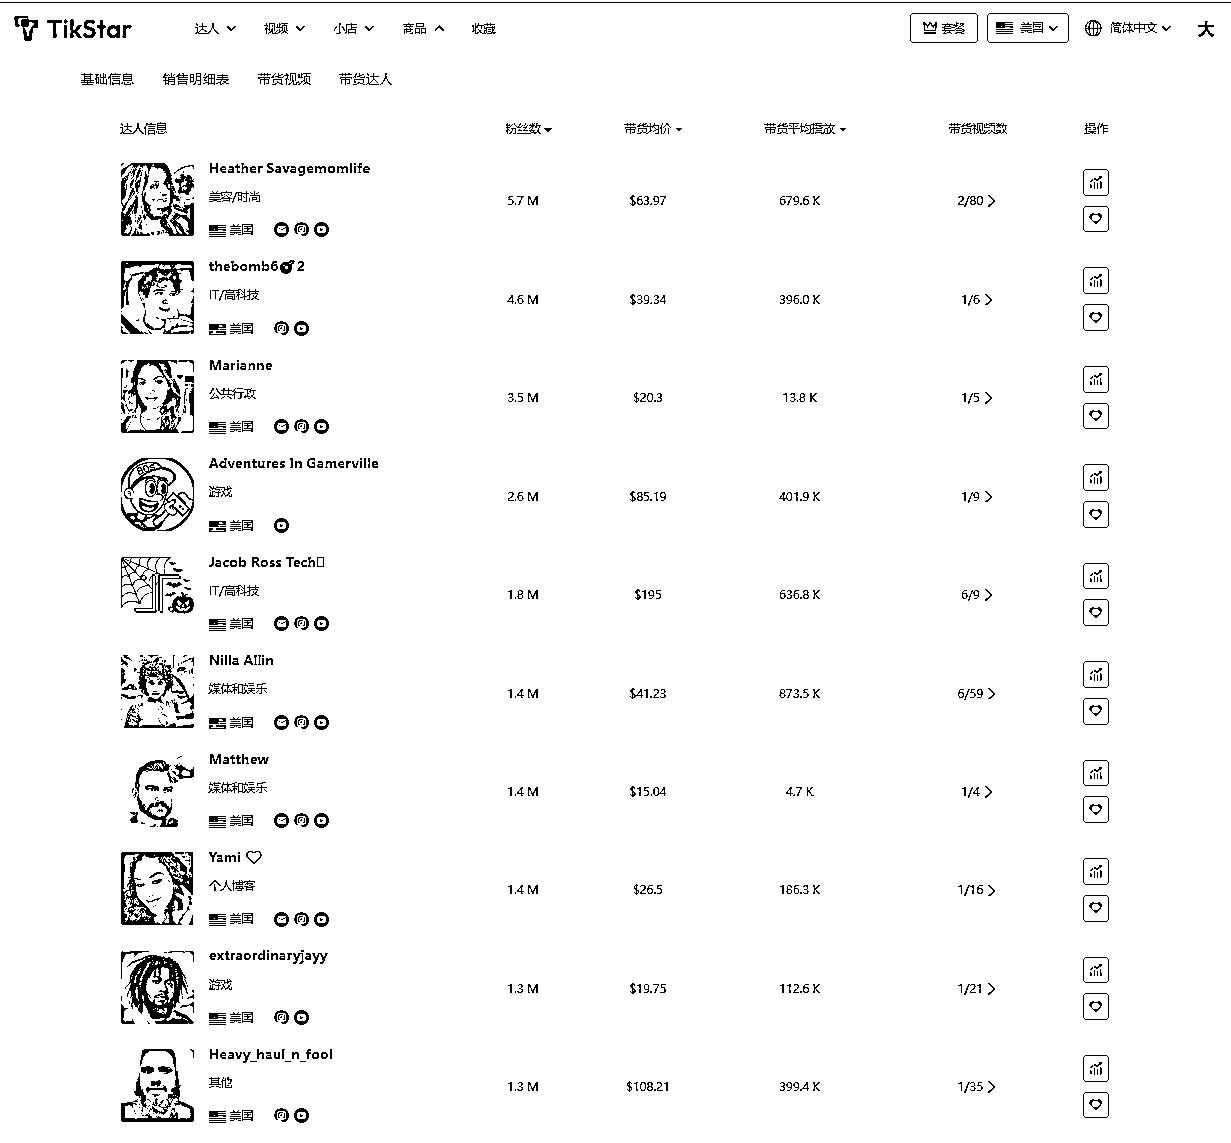 TikStar 达人 视频 小店 商品 收藏 套餐 美国 简体中文 大
基础信息 销售明细表 带货视频 带货达人
达人信息 粉丝数 带货均价 带货平均播放 带货视频数 操作
Heather Savagemomlife
美容/时尚
5.7 M $63.97 679.6 K 2/80
美国
thebomb6 2
IT/高科技
4.6 M $39.34 396.0 K 1/6
美国
Marianne
公共行政
3.5 M $20.3 13.8 K 1/5
美国
Adventures In Gamerville
游戏
2.6 M $85.19 401.9 K 1/9
美国
Jacob Ross Tech
IT/高科技
1.8 M $195 636.8 K 6/9
美国
Nilla Allin
媒体和娱乐
1.4 M $41.23 873.5 K 6/59
美国
Matthew
媒体和娱乐
1.4 M $15.04 4.7 K 1/4
美国
Yami ♡
个人博客
1.4 M $26.5 186.3 K 1/16
美国
extraordinaryjayy
游戏
1.3 M $19.75 112.6 K 1/21
美国
Heavy_haul_n_fool
其他
1.3 M $108.21 399.4 K 1/35
美国